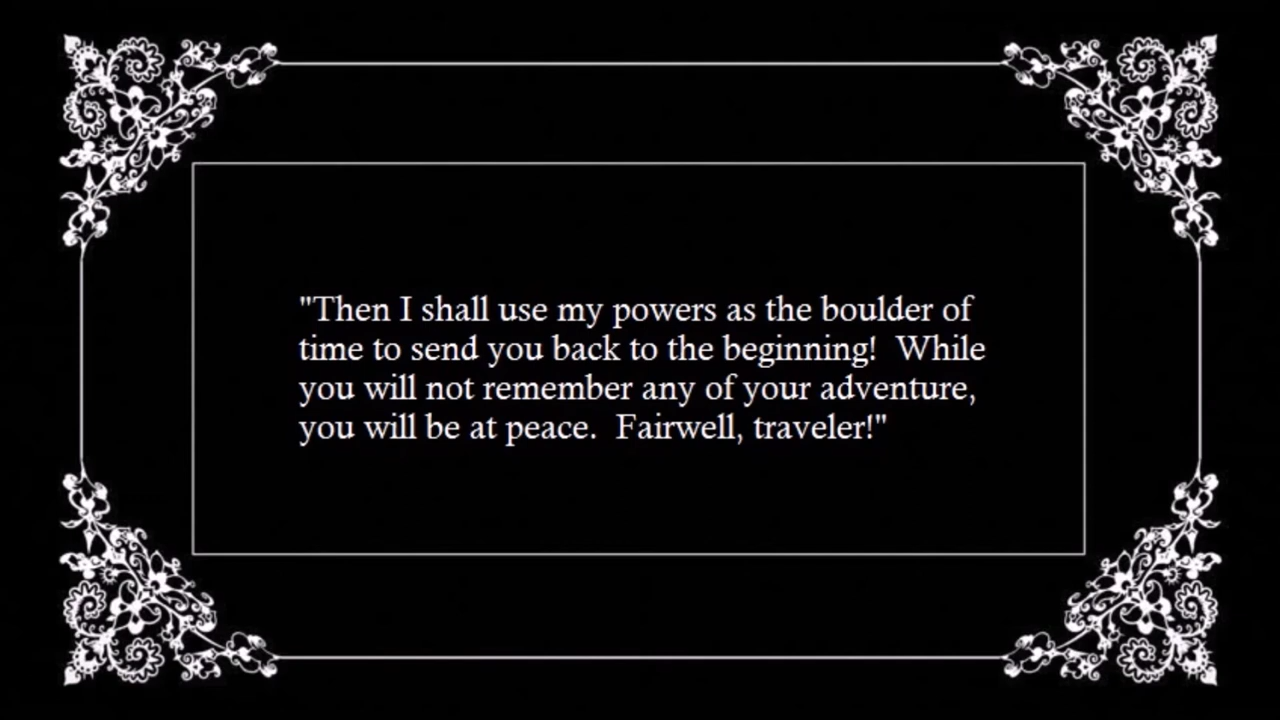 "Then I shall use my powers as the boulder of
time to send you back to the beginning!  While
you will not remember any of your adventure,
you will be at peace.  Fairwell, traveler!"